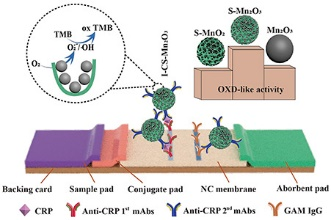 ox TMB
TMB
O₂⁻/·OH
O₂
I-CS-Mn₂O₃
S-MnO₂
S-Mn₂O₃
Mn₂O₃
OXD-like activity
Backing card
Sample pad
Conjugate pad
NC membrane
Aborbent pad
CRP
Anti-CRP 1st mAbs
Anti-CRP 2nd mAbs
GAM IgG